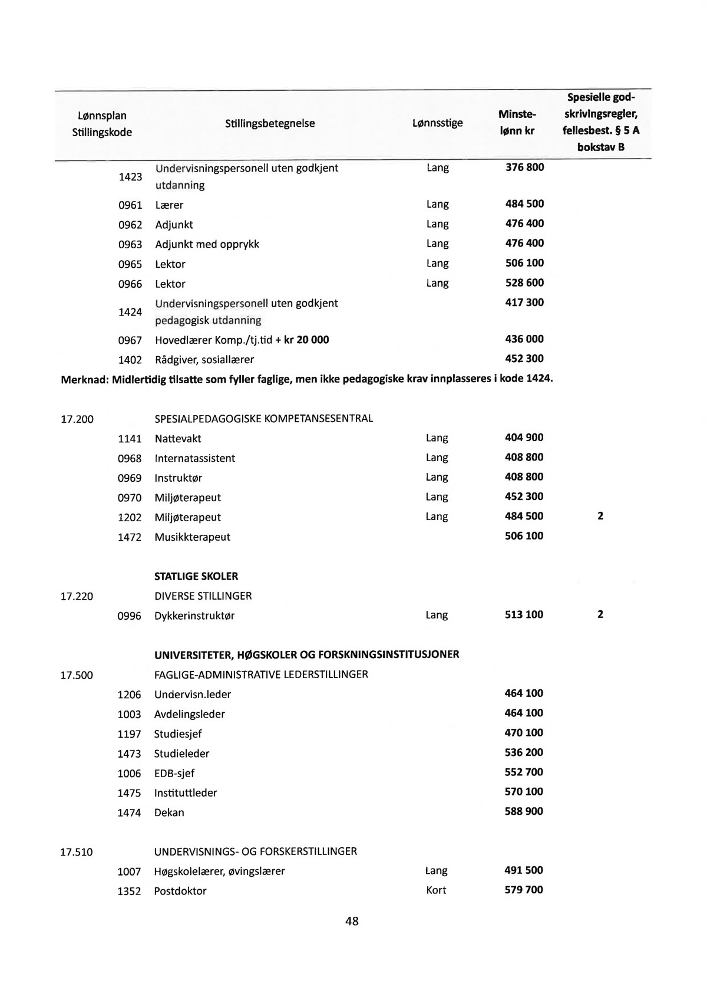 Lønnsplan Stillingskode Stillingsbetegnelse Lønnsstige Minste-lønn kr Spesielle god-skrivingsregler, fellesbest. § 5 A bokstav B
1423 Undervisningspersonell uten godkjent Lang 376 800
utdanning
0961 Lærer Lang 484 500
0962 Adjunkt Lang 476 400
0963 Adjunkt med opprykk Lang 476 400
0965 Lektor Lang 506 100
0966 Lektor Lang 528 600
1424 Undervisningspersonell uten godkjent 417 300
pedagogisk utdanning
0967 Hovedlærer Komp./tj.tid + kr 20 000 436 000
1402 Rådgiver, sosiallærer 452 300
Merknad: Midlertidig tilsatte som fyller faglige, men ikke pedagogiske krav innplasseres i kode 1424.
17.200 SPESIALPEDAGOGISKE KOMPETANSESENTRAL
1141 Nattevakt Lang 404 900
0968 Internatassistent Lang 408 800
0969 Instruktør Lang 408 800
0970 Miljøterapeut Lang 452 300
1202 Miljøterapeut Lang 484 500 2
1472 Musikkterapeut 506 100
STATLIGE SKOLER
17.220 DIVERSE STILLINGER
0996 Dykkerinstruktør Lang 513 100 2
UNIVERSITETER, HØGSKOLER OG FORSKNINGSINSTITUSJONER
17.500 FAGLIGE-ADMINISTRATIVE LEDERSTILLINGER
1206 Undervisn.leder 464 100
1003 Avdelingsleder 464 100
1197 Studiesjef 470 100
1473 Studieleder 536 200
1006 EDB-sjef 552 700
1475 Instituttleder 570 100
1474 Dekan 588 900
17.510 UNDERVISNINGS- OG FORSKERSTILLINGER
1007 Høgskolelærer, øvingslærer Lang 491 500
1352 Postdoktor Kort 579 700
48